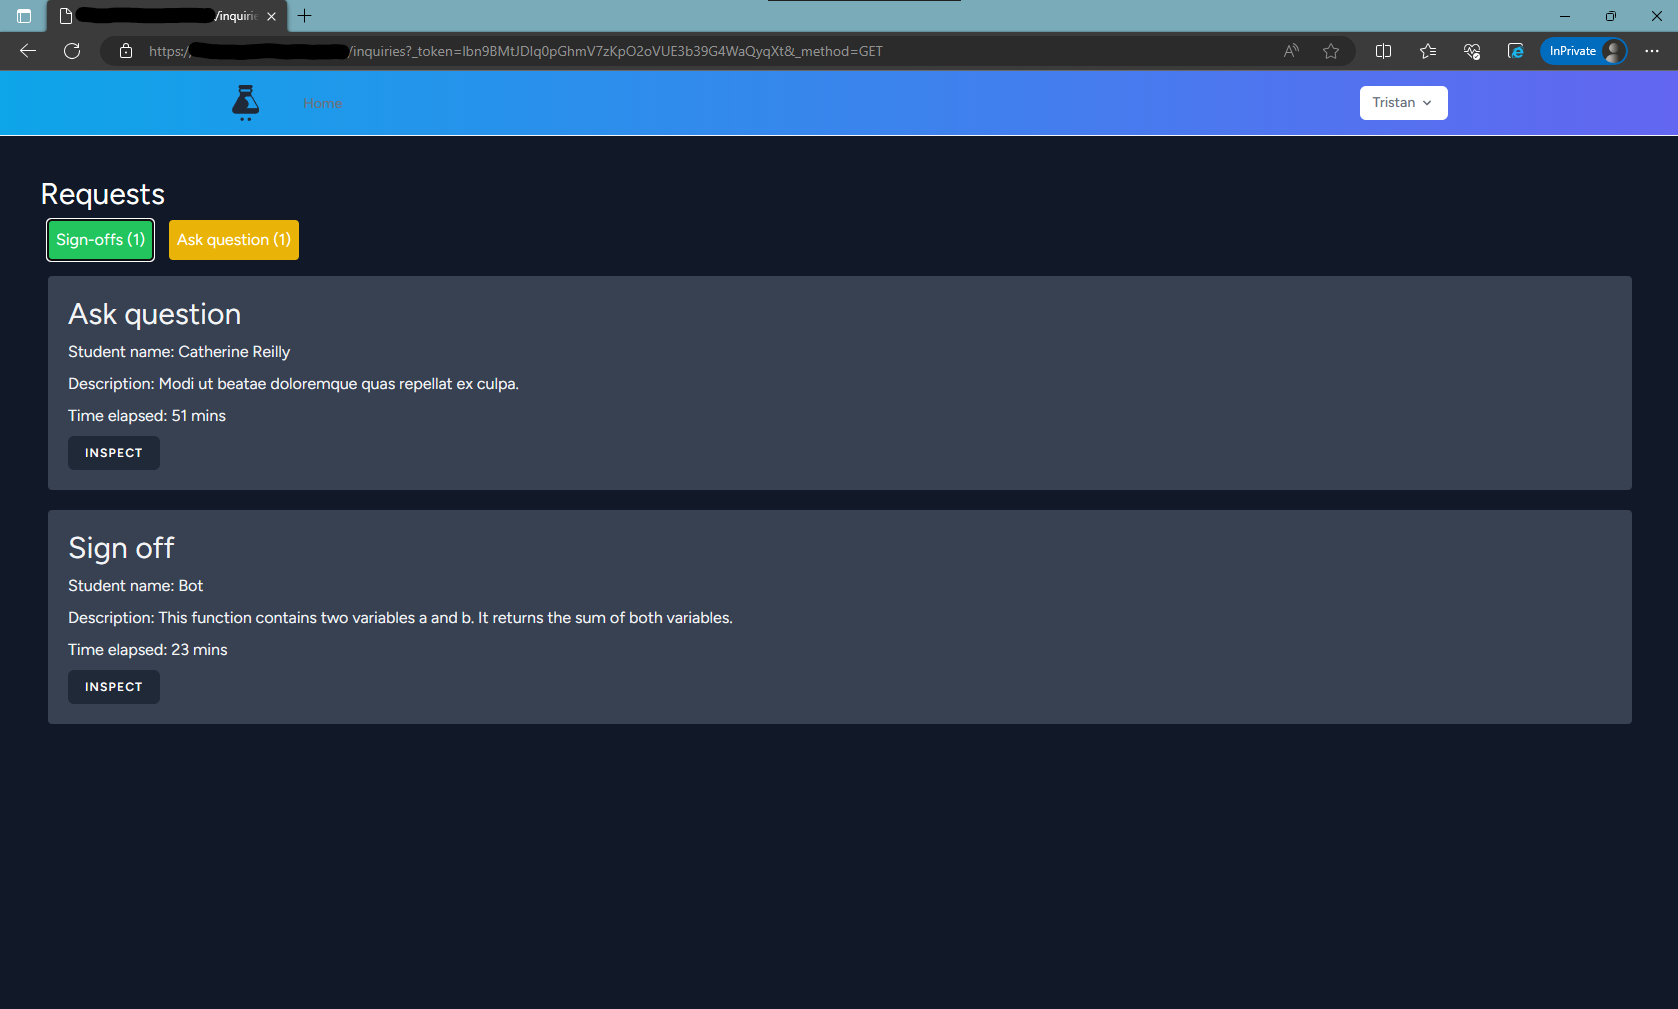 /inquirie
https:/ /inquiries?_token=Ibn9BMtJDIq0pGhmV7zKpO2oVUE3b39G4WaQyqXt&_method=GET
InPrivate
Home
Tristan
Requests
Sign-offs (1) Ask question (1)
Ask question
Student name: Catherine Reilly
Description: Modi ut beatae doloremque quas repellat ex culpa.
Time elapsed: 51 mins
INSPECT
Sign off
Student name: Bot
Description: This function contains two variables a and b. It returns the sum of both variables.
Time elapsed: 23 mins
INSPECT